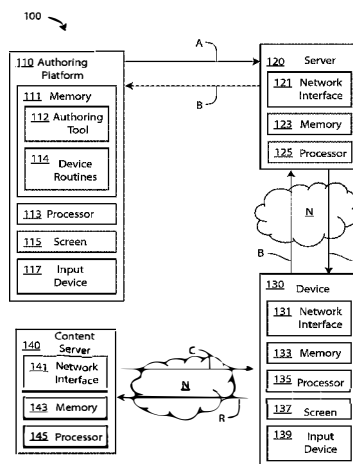 100
110 Authoring
Platform
111 Memory
112 Authoring
Tool
114 Device
Routines
113 Processor
115 Screen
117 Input
Device
A
B
120 Server
121 Network
Interface
123 Memory
125 Processor
N
B
130 Device
131 Network
Interface
133 Memory
135 Processor
137 Screen
139 Input
Device
140 Content
Server
141 Network
Interface
143 Memory
145 Processor
C
N
R